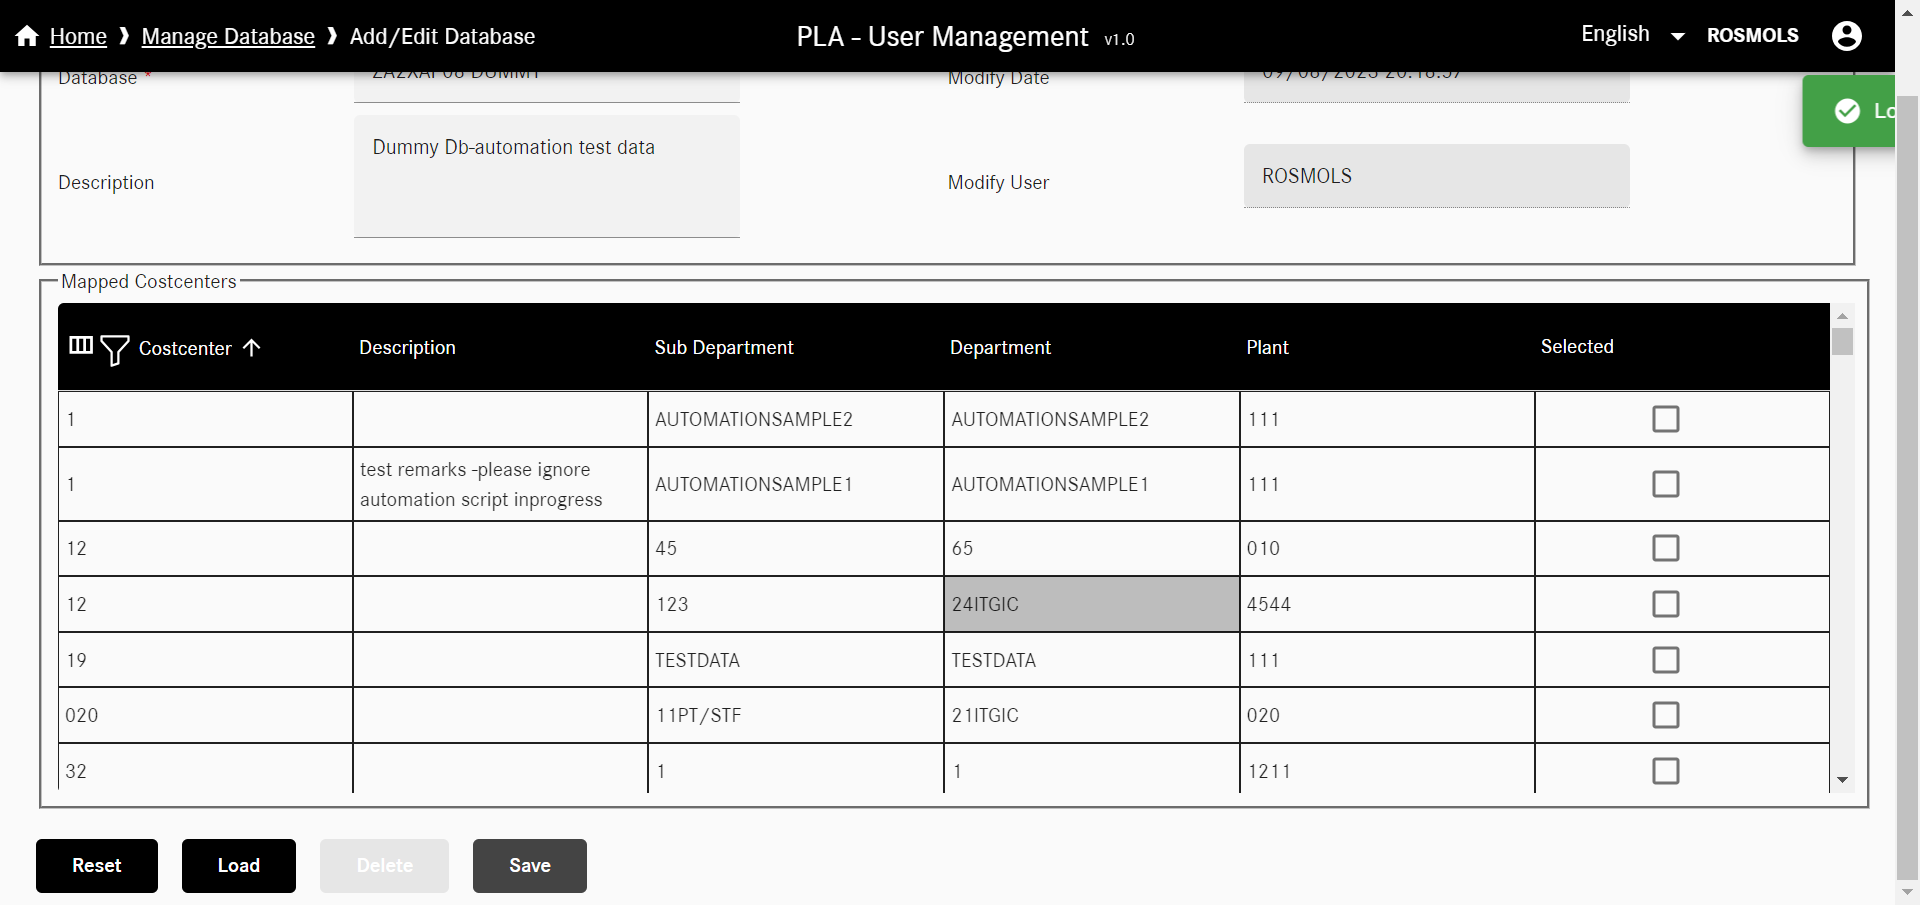 Home ❱ Manage Database ❱ Add/Edit Database
PLA - User Management v1.0
English
ROSMOLS
Database *
Modify Date
Description
Dummy Db-automation test data
Modify User
ROSMOLS
Mapped Costcenters
Costcenter Description Sub Department Department Plant Selected
1 AUTOMATIONSAMPLE2 AUTOMATIONSAMPLE2 111
1 test remarks -please ignore automation script inprogress AUTOMATIONSAMPLE1 AUTOMATIONSAMPLE1 111
12 45 65 010
12 123 24ITGIC 4544
19 TESTDATA TESTDATA 111
020 11PT/STF 21ITGIC 020
32 1 1 1211
Reset Load Delete Save